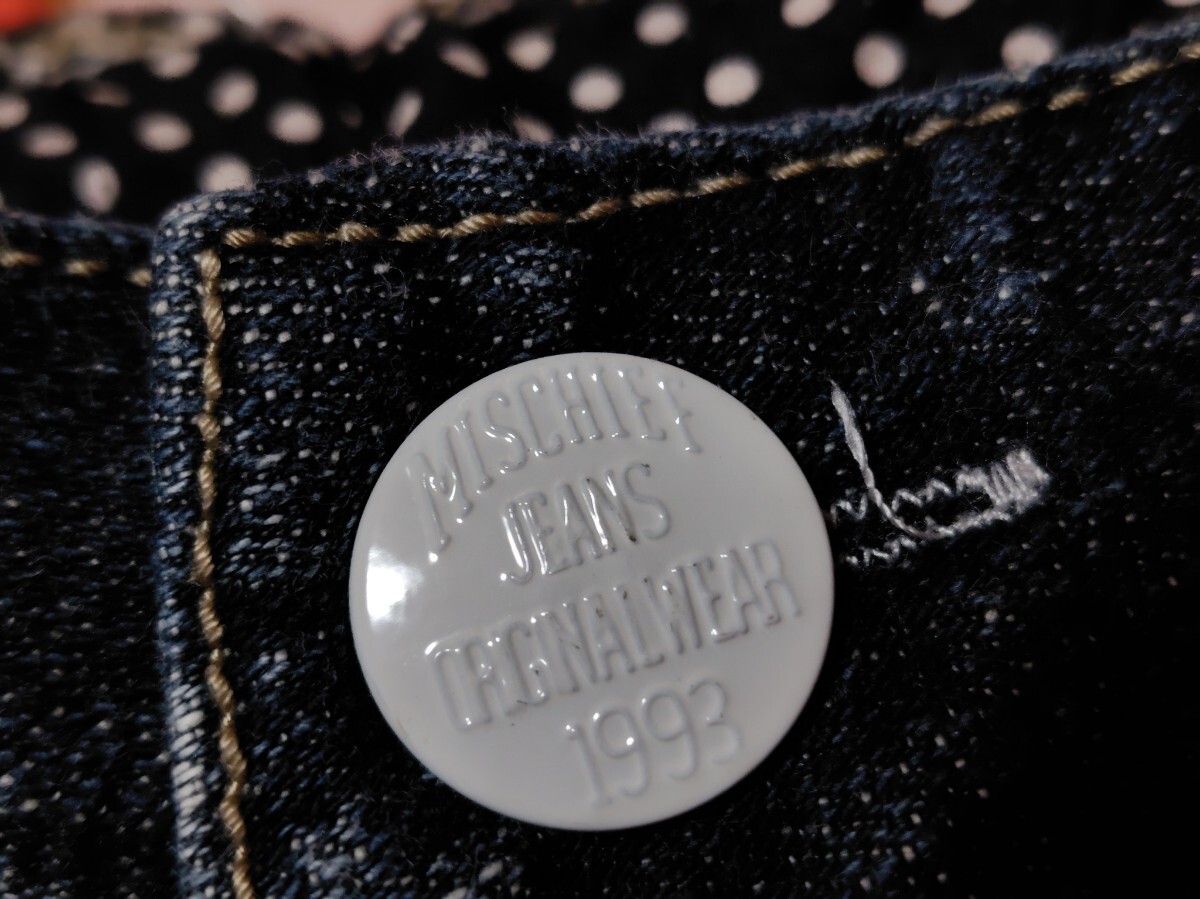 MISCHIEF
JEANS
ORIGINALWEAR
1993